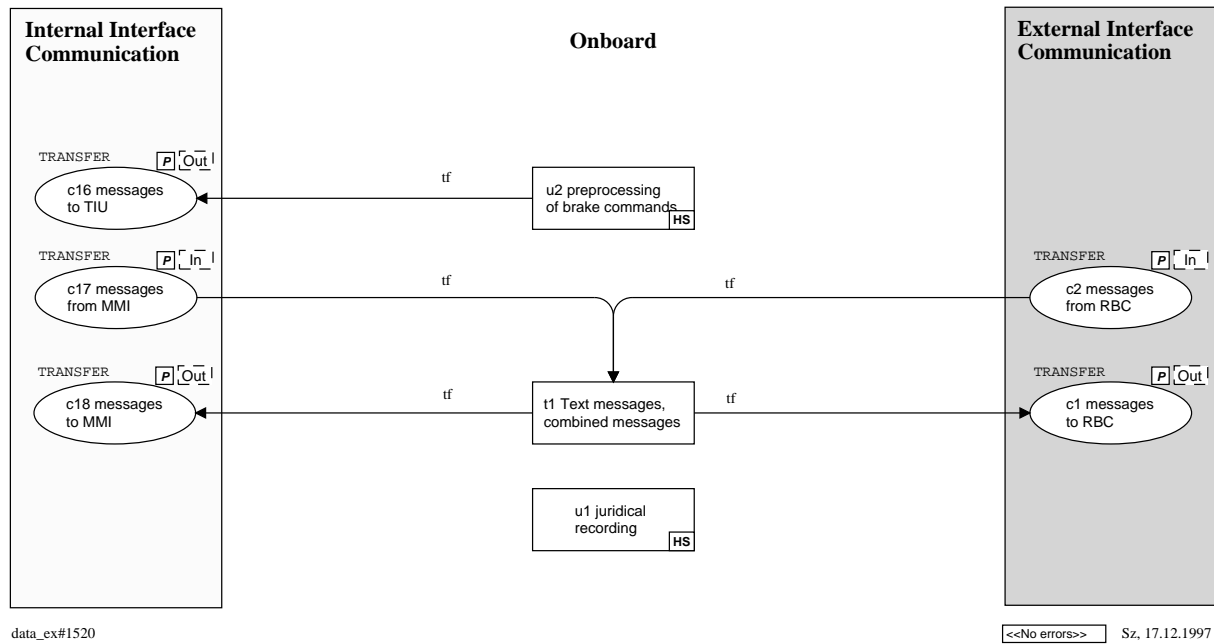 Internal Interface
Communication
Onboard
External Interface
Communication
TRANSFER
P Out
c16 messages
to TIU
tf
u2 preprocessing
of brake commands
HS
TRANSFER
P In
c17 messages
from MMI
tf
tf
TRANSFER
P In
c2 messages
from RBC
TRANSFER
P Out
c18 messages
to MMI
tf
t1 Text messages,
combined messages
tf
TRANSFER
P Out
c1 messages
to RBC
u1 juridical
recording
HS
data_ex#1520
<<No errors>>
Sz, 17.12.1997